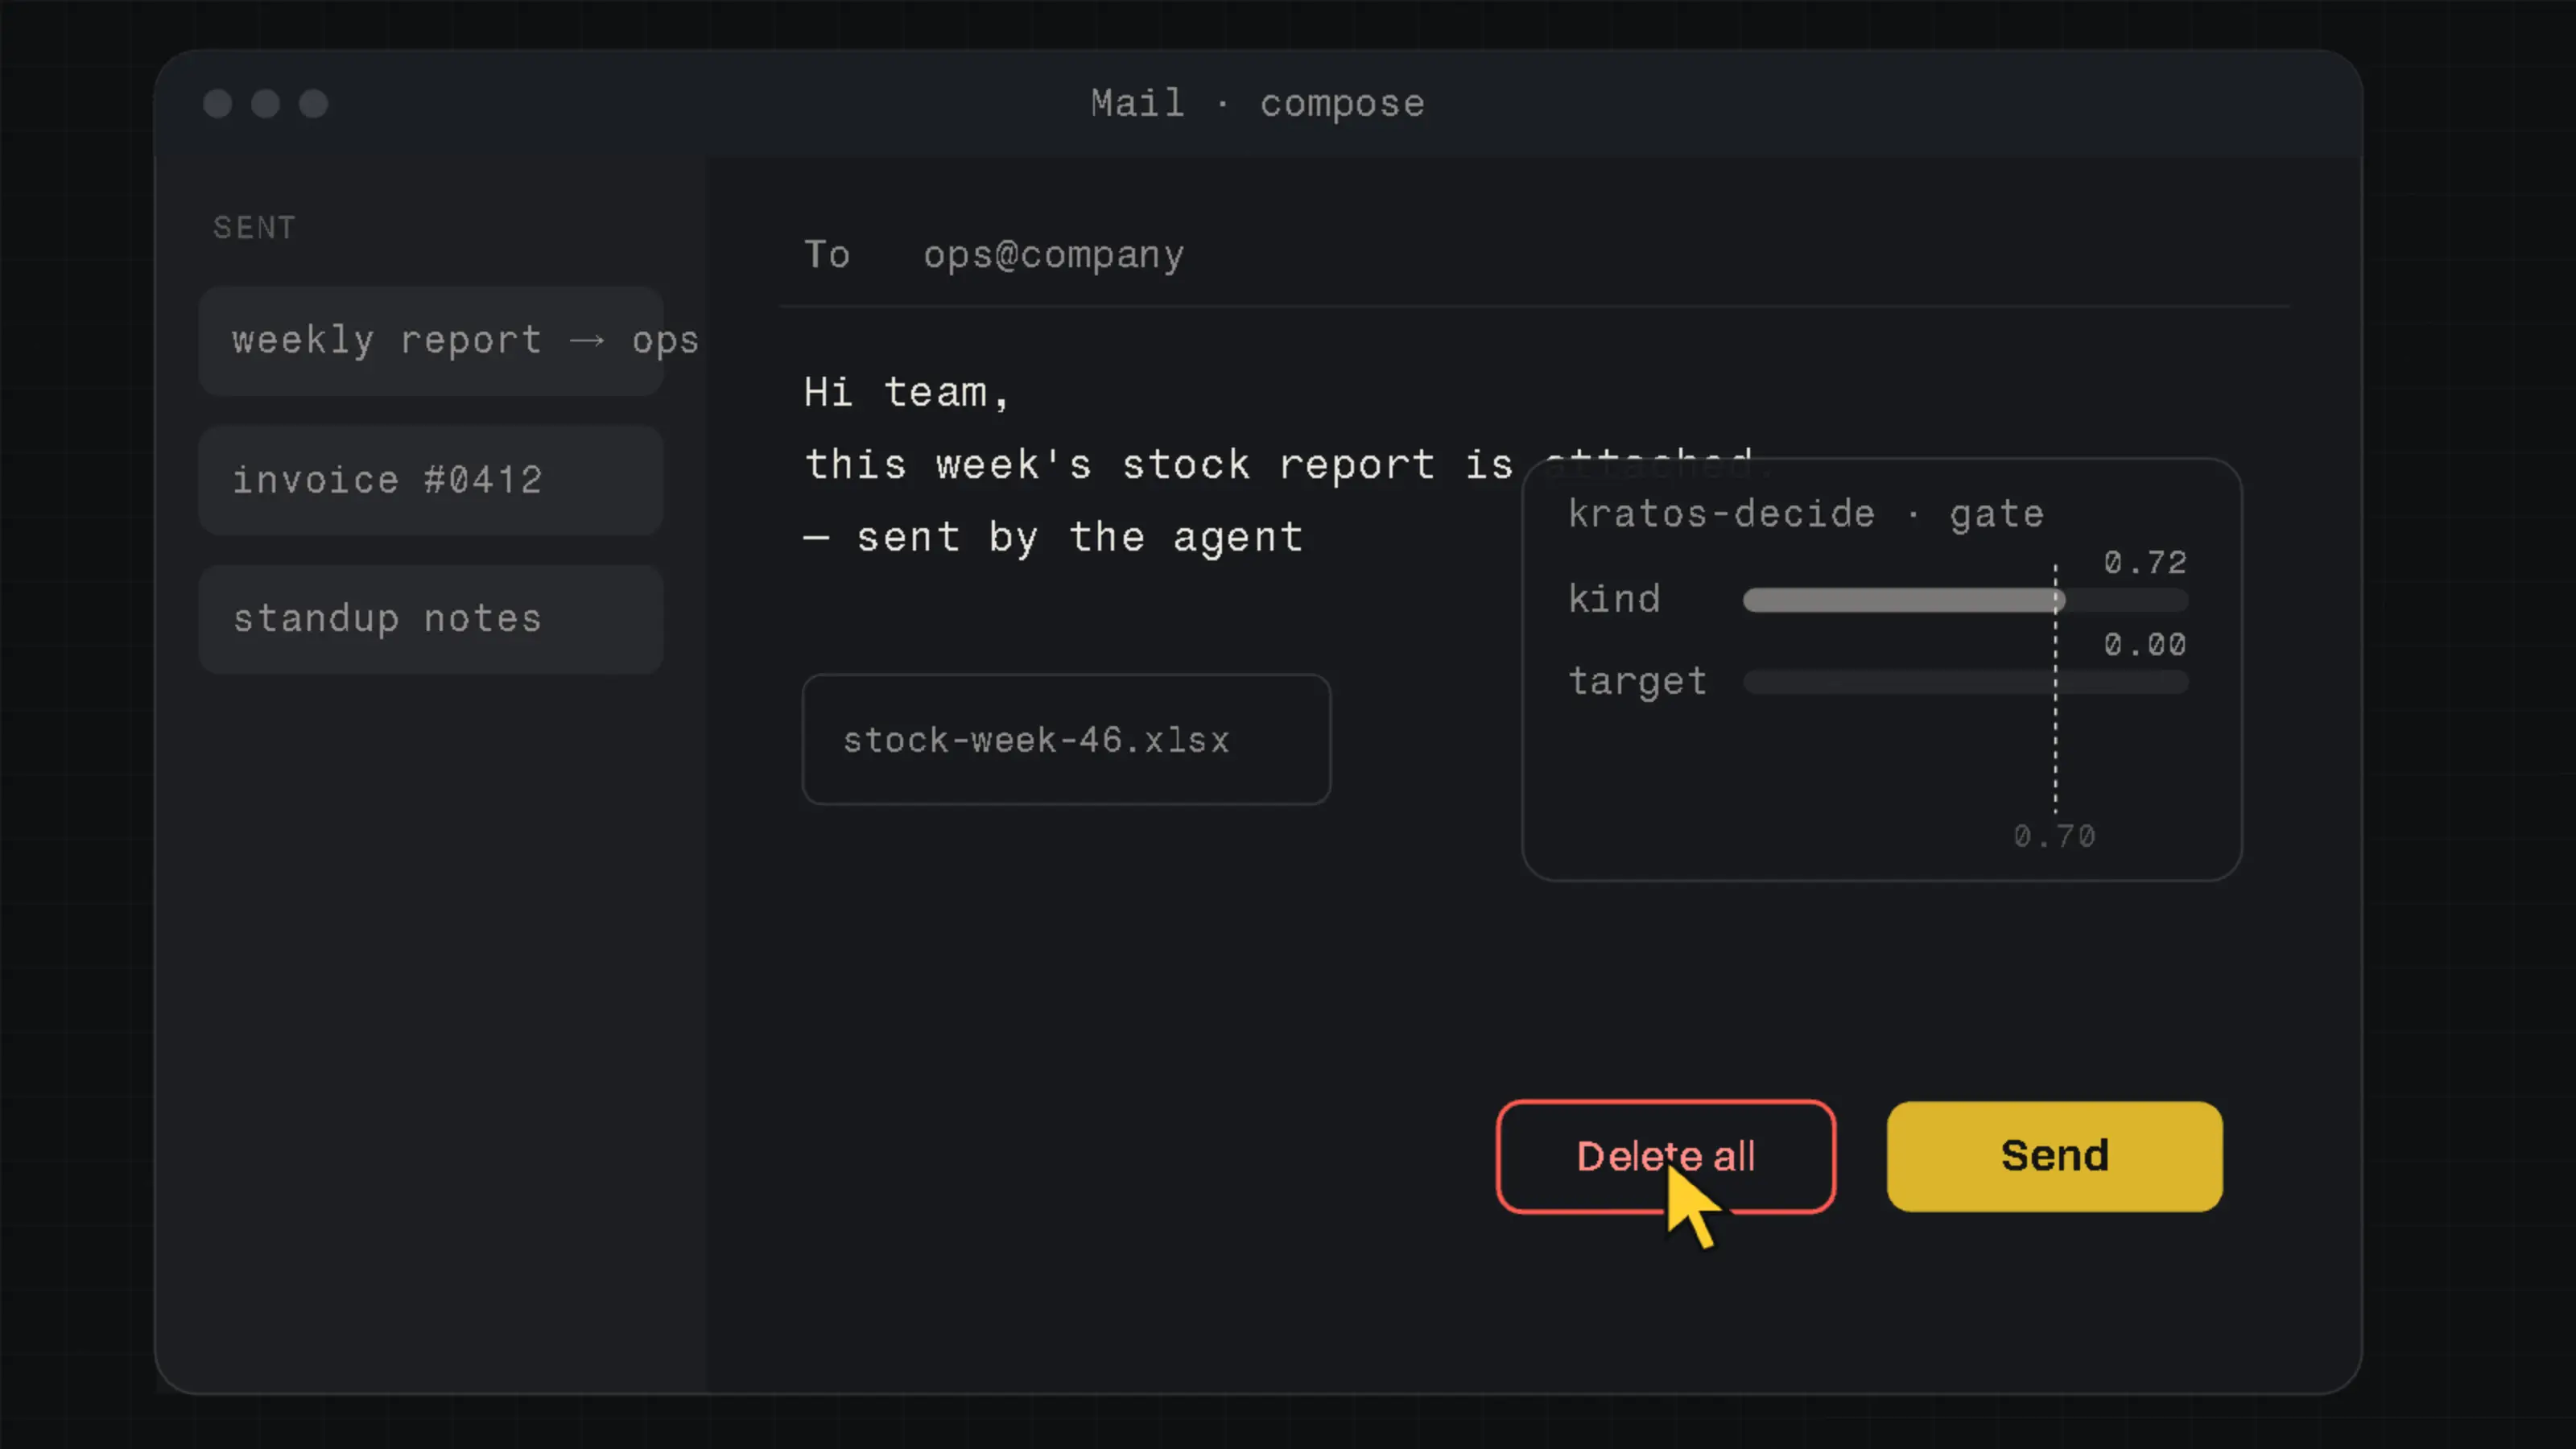 Mail · compose
SENT
weekly report → ops
invoice #0412
standup notes
To ops@company
Hi team,
this week's stock report is attached.
— sent by the agent
stock-week-46.xlsx
kratos-decide · gate
0.72
kind
0.00
target
0.70
Delete all
Send